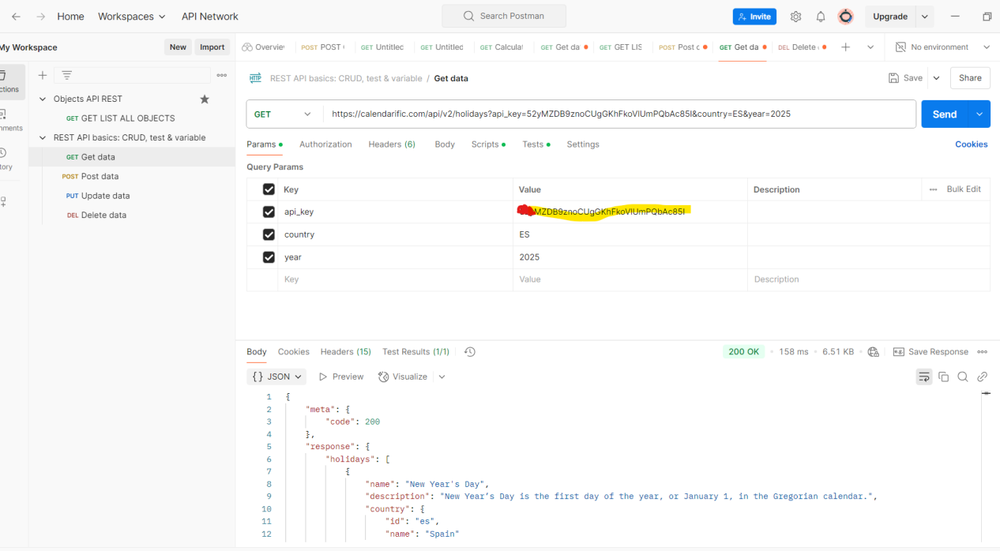 Home Workspaces API Network Search Postman Invite Upgrade
My Workspace New Import Overvie POST POST GET Untitlec GET Untitled GET Calcula GET Get da GET GET LIS POST Post c GET Get da DEL Delete No environment
ctions
Objects API REST
GET GET LIST ALL OBJECTS
nments
REST API basics: CRUD, test & variable
GET Get data
tory
POST Post data
PUT Update data
DEL Delete data
HTTP REST API basics: CRUD, test & variable / Get data Save Share
GET https://calendarific.com/api/v2/holidays?api_key=[redacted]&country=ES&year=2025 Send
Params Authorization Headers (6) Body Scripts Tests Settings Cookies
Query Params
Key Value Description Bulk Edit
api_key
country ES
year 2025
Key Value Description
Body Cookies Headers (15) Test Results (1/1) 200 OK 158 ms 6.51 KB Save Response
{} JSON Preview Visualize
1 {
2 "meta": {
3 "code": 200
4 },
5 "response": {
6 "holidays": [
7 {
8 "name": "New Year's Day",
9 "description": "New Year’s Day is the first day of the year, or January 1, in the Gregorian calendar.",
10 "country": {
11 "id": "es",
12 "name": "Spain"